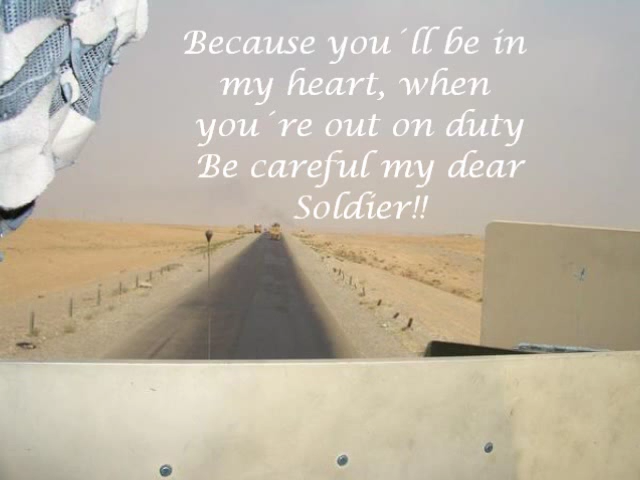 Because you´ll be in
my heart, when
you´re out on duty
Be careful my dear
Soldier!!